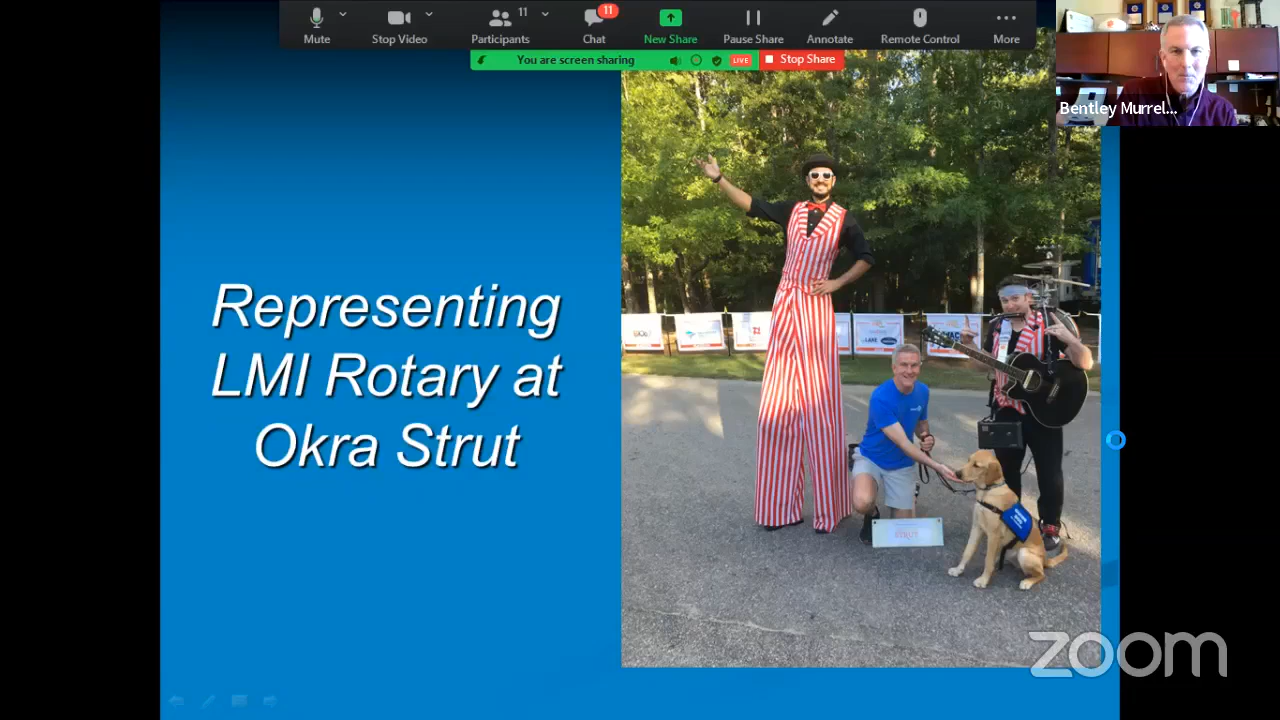 Mute
Stop Video
11
Participants
11
Chat
New Share
Pause Share
Annotate
Remote Control
More
You are screen sharing
LIVE
Stop Share
Bentley Murrel...
Representing
LMI Rotary at
Okra Strut
STRUT
zoom